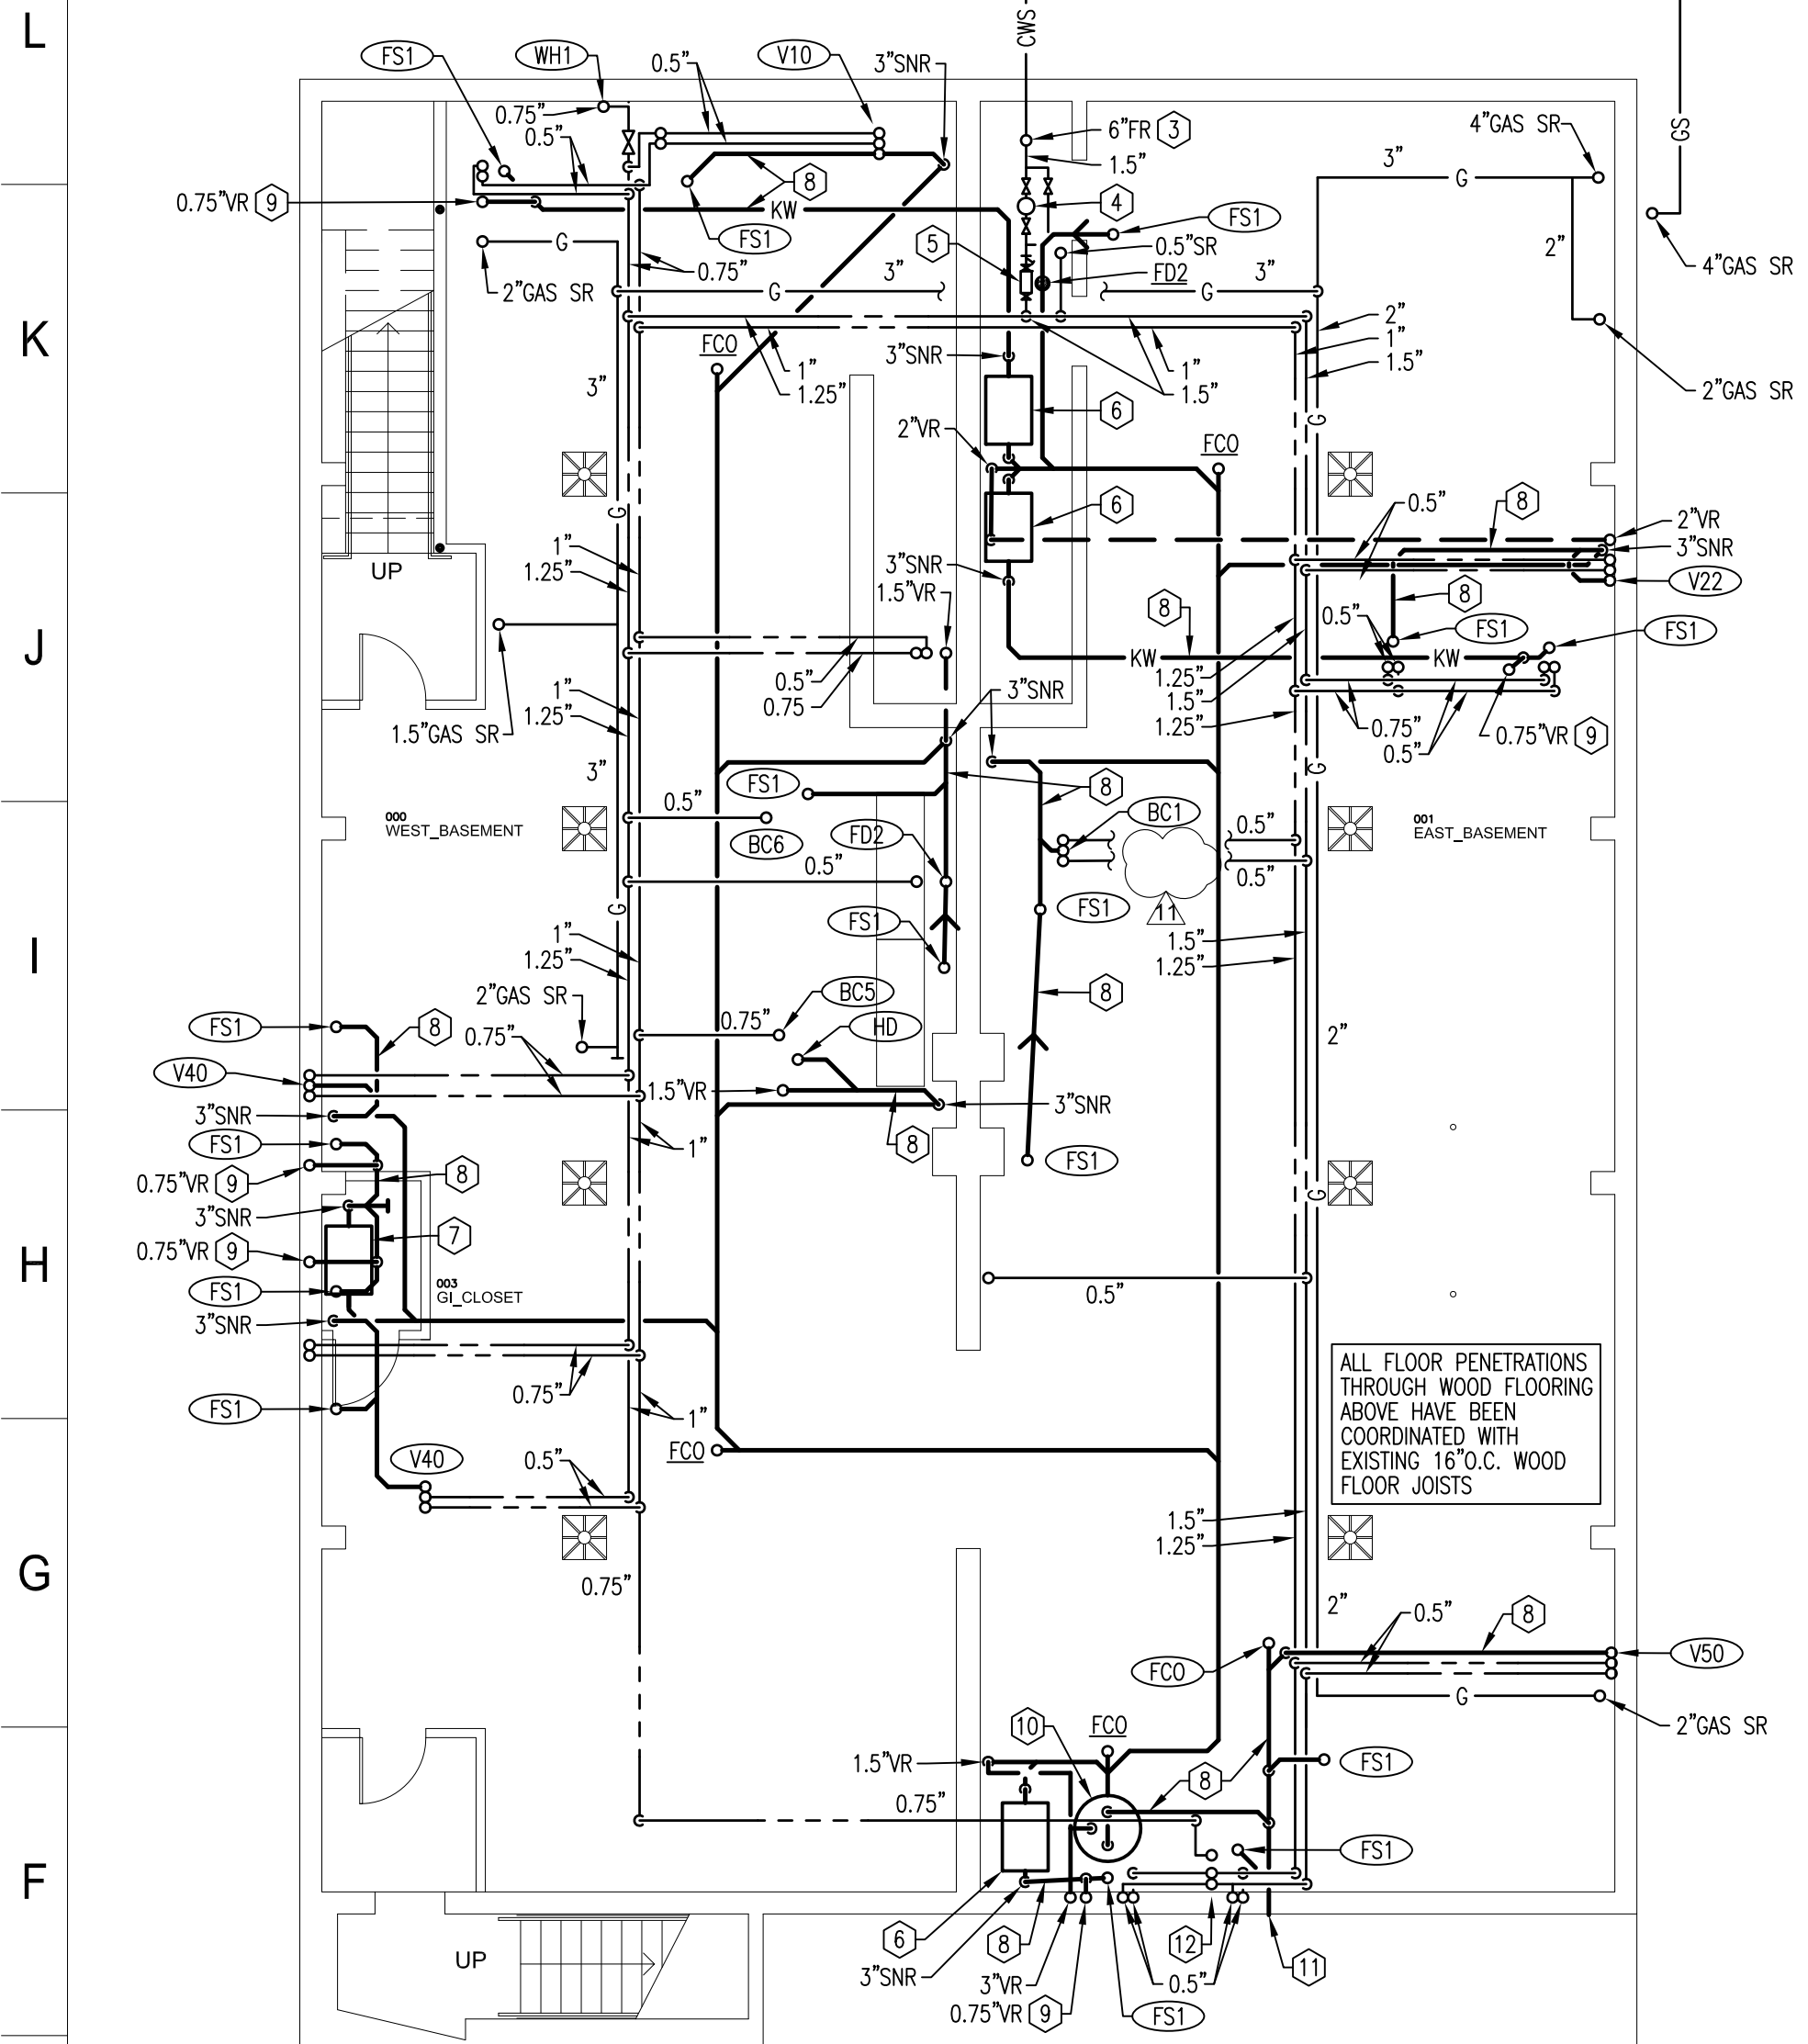 L
CWS
FS1
WH1
0.5"
V10
3"SNR
0.75"
0.5"
6"FR 3
1.5"
4"GAS SR
3"
G
GS
8
0.75"VR 9
KW
4
FS1
FS1
5
0.5"SR
G
0.75"
3"
FD2
3"
2"GAS SR
G
G
2"
4"GAS SR
K
FCO
3"SNR
1"
1.25"
1"
1.5"
2"
1"
1.5"
3"
2"GAS SR
6
G
2"VR
FCO
G
6
0.5"
8
2"VR
3"SNR
1"
1.25"
3"SNR
UP
V22
1.5"VR
8
8
0.5"
FS1
FS1
J
KW
KW
0.5"
0.75
1.25"
1.5"
1.25"
1"
1.25"
3"SNR
1.5"GAS SR
0.75"
0.5"
0.75"VR 9
3"
FS1
8
G
0.5"
BC1
000
WEST_BASEMENT
FD2
0.5"
001
EAST_BASEMENT
BC6
0.5"
0.5"
G
FS1
FS1
11
1"
1.25"
1.5"
1.25"
I
2"GAS SR
BC5
8
FS1
8
0.75"
0.75"
HD
2"
V40
1.5"VR
3"SNR
3"SNR
FS1
1"
8
FS1
0.75"VR 9
8
3"SNR
G
7
0.75"VR 9
H
FS1
003
GI_CLOSET
0.5"
3"SNR
ALL FLOOR PENETRATIONS
THROUGH WOOD FLOORING
ABOVE HAVE BEEN
COORDINATED WITH
EXISTING 16"O.C. WOOD
FLOOR JOISTS
0.75"
FS1
1"
V40
FCO
0.5"
1.5"
1.25"
G
0.75"
2"
0.5"
8
FCO
V50
G
10
FCO
2"GAS SR
1.5"VR
FS1
8
0.75"
FS1
F
6
8
12
UP
3"SNR
11
3"VR
0.5"
0.75"VR 9
FS1